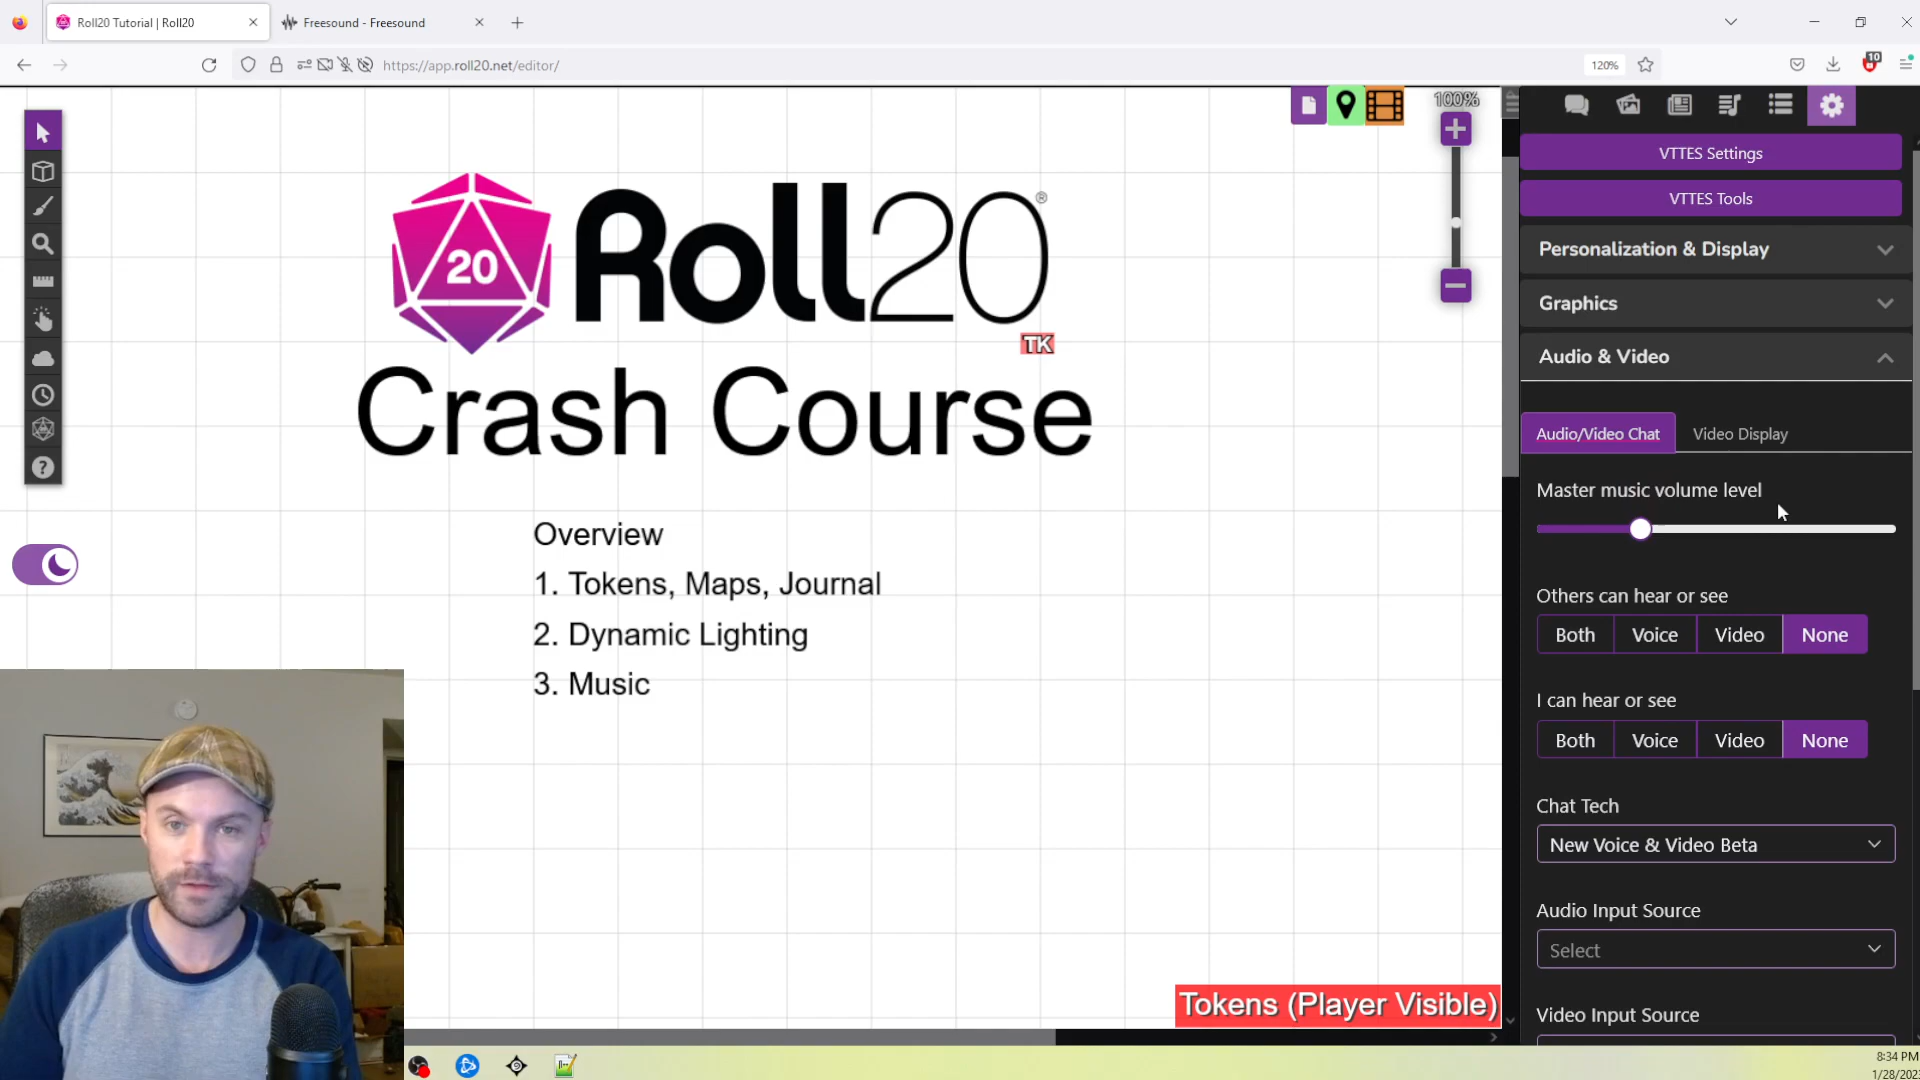 Roll20 Tutorial | Roll20
Freesound - Freesound
https://app.roll20.net/editor/
120%
10
100%
VTTES Settings
VTTES Tools
Personalization & Display
Graphics
Audio & Video
Audio/Video Chat
Video Display
Master music volume level
Others can hear or see
Both
Voice
Video
None
I can hear or see
Both
Voice
Video
None
Chat Tech
New Voice & Video Beta
Audio Input Source
Select
Video Input Source
20
Roll20®
TK
Crash Course
Overview
1. Tokens, Maps, Journal
2. Dynamic Lighting
3. Music
Tokens (Player Visible)
8:34 PM
1/28/202